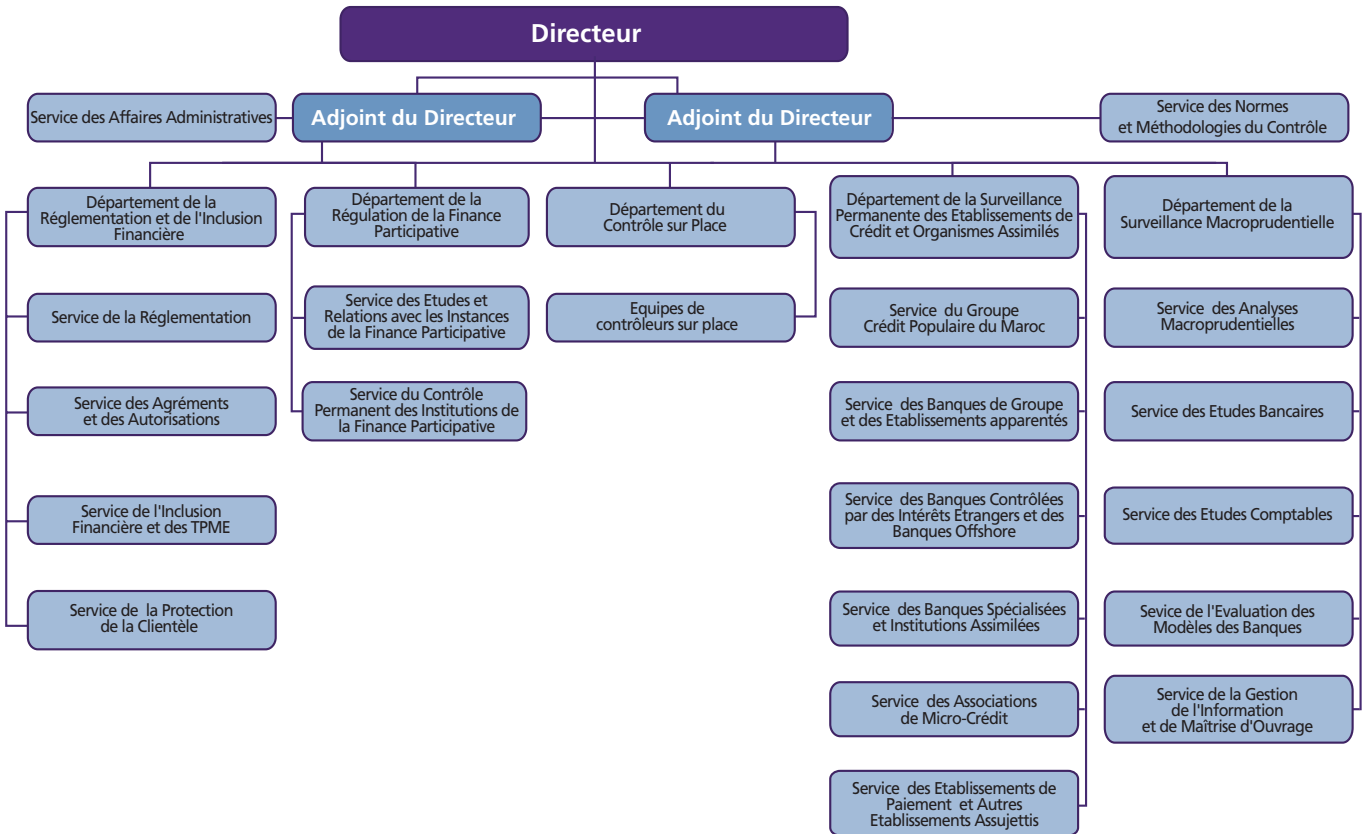 Directeur
Service des Affaires Administratives
Adjoint du Directeur
Adjoint du Directeur
Service des Normes
et Méthodologies du Contrôle
Département de la
Réglementation et de l'Inclusion
Financière
Service de la Réglementation
Service des Agréments
et des Autorisations
Service de l'Inclusion
Financière et des TPME
Service de la Protection
de la Clientèle
Département de la
Régulation de la Finance
Participative
Service des Etudes et
Relations avec les Instances
de la Finance Participative
Service du Contrôle
Permanent des Institutions de
la Finance Participative
Département du
Contrôle sur Place
Equipes de
contrôleurs sur place
Département de la Surveillance
Permanente des Etablissements de
Crédit et Organismes Assimilés
Service du Groupe
Crédit Populaire du Maroc
Service des Banques de Groupe
et des Etablissements apparentés
Service des Banques Contrôlées
par des Intérêts Etrangers et des
Banques Offshore
Service des Banques Spécialisées
et Institutions Assimilées
Service des Associations
de Micro-Crédit
Service des Etablissements de
Paiement et Autres
Etablissements Assujettis
Département de la
Surveillance Macroprudentielle
Service des Analyses
Macroprudentielles
Service des Etudes Bancaires
Service des Etudes Comptables
Sevice de l'Evaluation des
Modèles des Banques
Service de la Gestion
de l'Information
et de Maîtrise d'Ouvrage